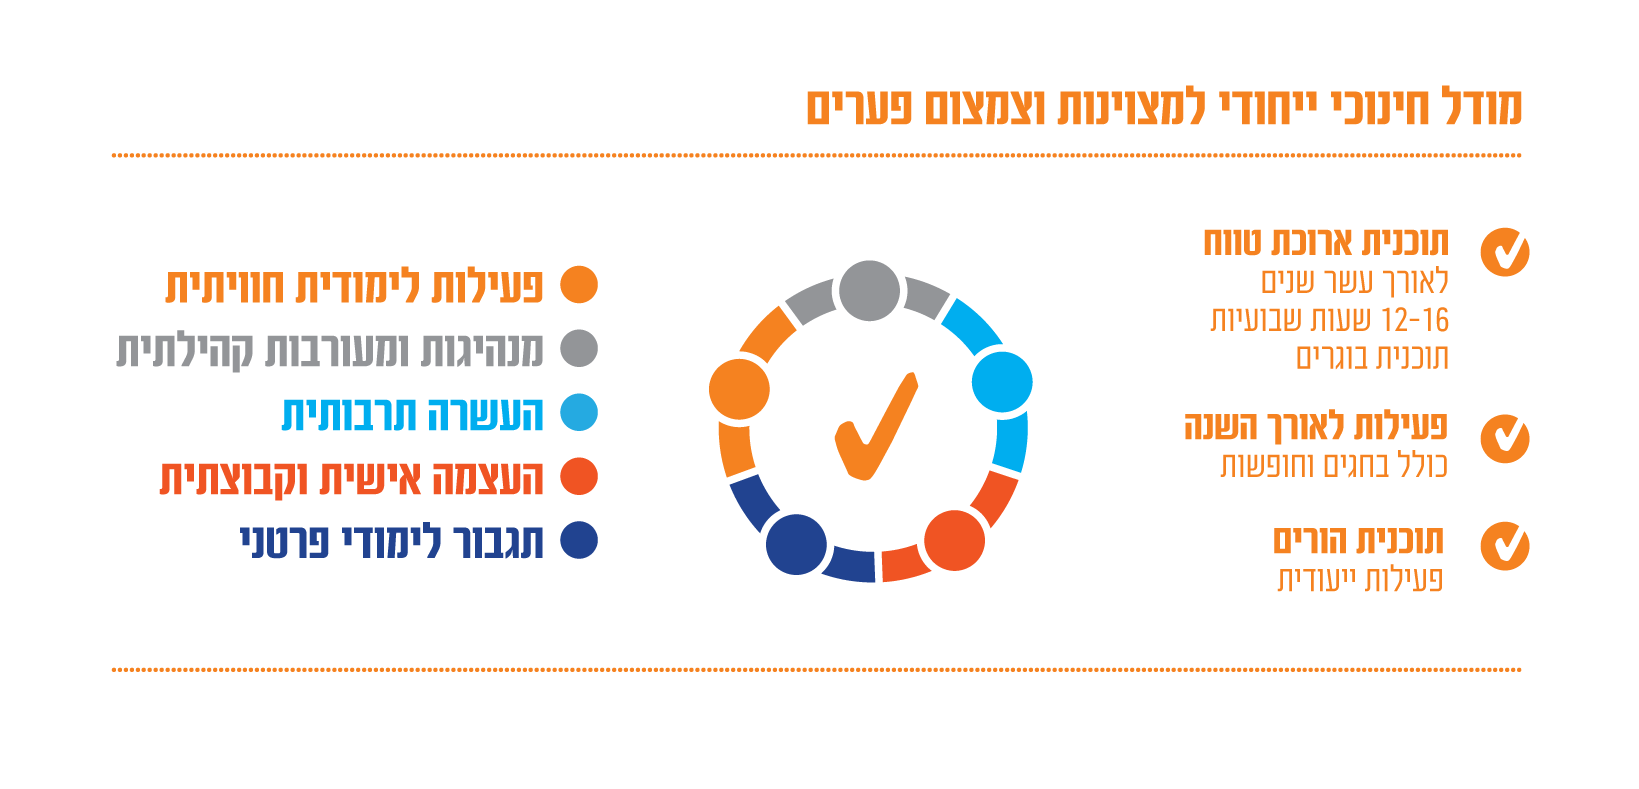 מודל חינוכי ייחודי למצוינות וצמצום פערים
תוכנית ארוכת טווח
לאורך עשר שנים
12-16 שעות שבועיות
תוכנית בוגרים
פעילות לאורך השנה
כולל בחגים וחופשות
תוכנית הורים
פעילות ייעודית
פעילות לימודית חוויתית
מנהיגות ומעורבות קהילתית
העשרה תרבותית
העצמה אישית וקבוצתית
תגבור לימודי פרטני